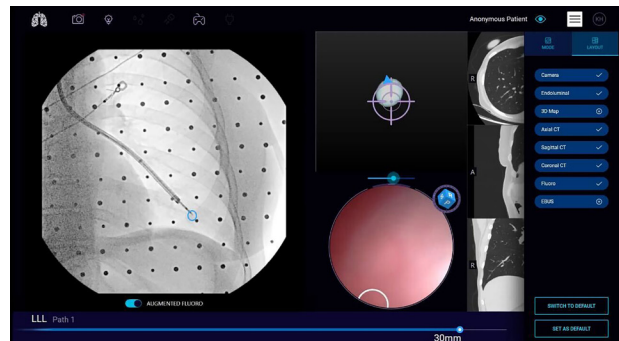 Anonymous Patient
KH
MODE
LAYOUT
Camera
Endoluminal
3D Map
Axial CT
Sagittal CT
Coronal CT
Fluoro
EBUS
R
A
R
AUGMENTED FLUORO
LLL Path 1
30mm
SWITCH TO DEFAULT
SET AS DEFAULT